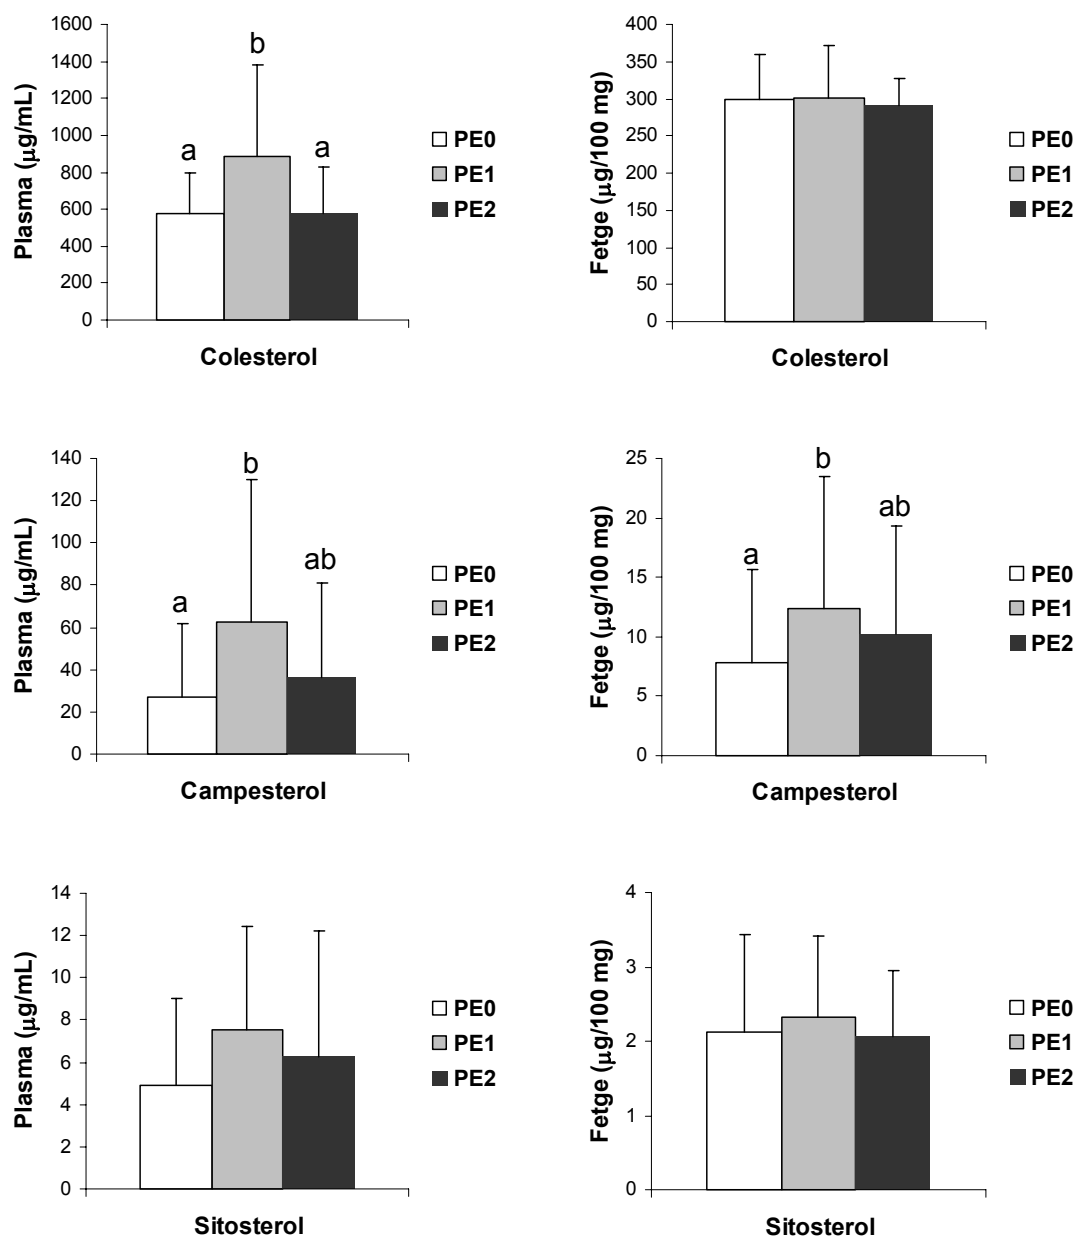 Plasma (µg/mL)
1600
1400
1200
1000
800
600
400
200
0
a
b
a
PE0
PE1
PE2
Colesterol
Fetge (µg/100 mg)
400
350
300
250
200
150
100
50
0
PE0
PE1
PE2
Colesterol
Plasma (µg/mL)
140
120
100
80
60
40
20
0
a
b
ab
PE0
PE1
PE2
Campesterol
Fetge (µg/100 mg)
25
20
15
10
5
0
a
b
ab
PE0
PE1
PE2
Campesterol
Plasma (µg/mL)
14
12
10
8
6
4
2
0
PE0
PE1
PE2
Sitosterol
Fetge (µg/100 mg)
4
3
2
1
0
PE0
PE1
PE2
Sitosterol